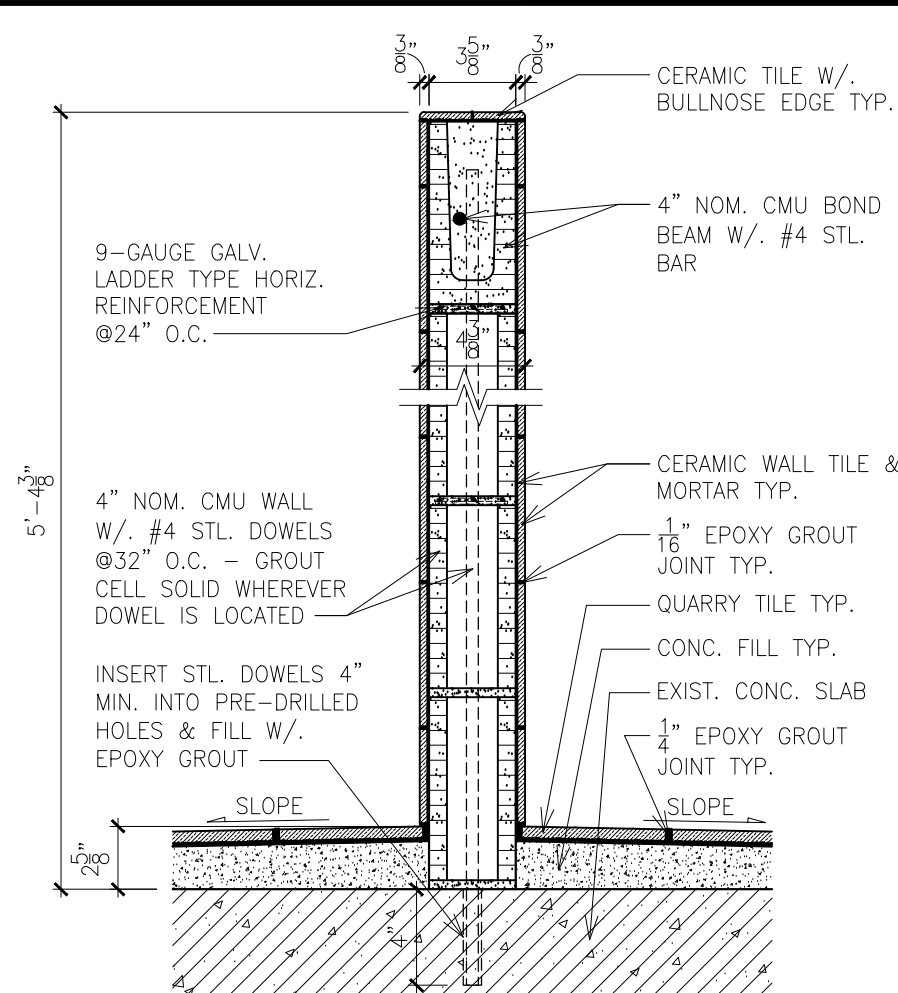 3/8" 3 5/8" 3/8"
CERAMIC TILE W/.
BULLNOSE EDGE TYP.
4" NOM. CMU BOND
BEAM W/. #4 STL.
BAR
9-GAUGE GALV.
LADDER TYPE HORIZ.
REINFORCEMENT
@24" O.C.
4 3/8"
5'-4 3/8"
CERAMIC WALL TILE &
MORTAR TYP.
4" NOM. CMU WALL
W/. #4 STL. DOWELS
@32" O.C. - GROUT
CELL SOLID WHEREVER
DOWEL IS LOCATED
1/16" EPOXY GROUT
JOINT TYP.
QUARRY TILE TYP.
CONC. FILL TYP.
INSERT STL. DOWELS 4"
MIN. INTO PRE-DRILLED
HOLES & FILL W/.
EPOXY GROUT
EXIST. CONC. SLAB
1/4" EPOXY GROUT
JOINT TYP.
SLOPE
SLOPE
2 5/8"
4"